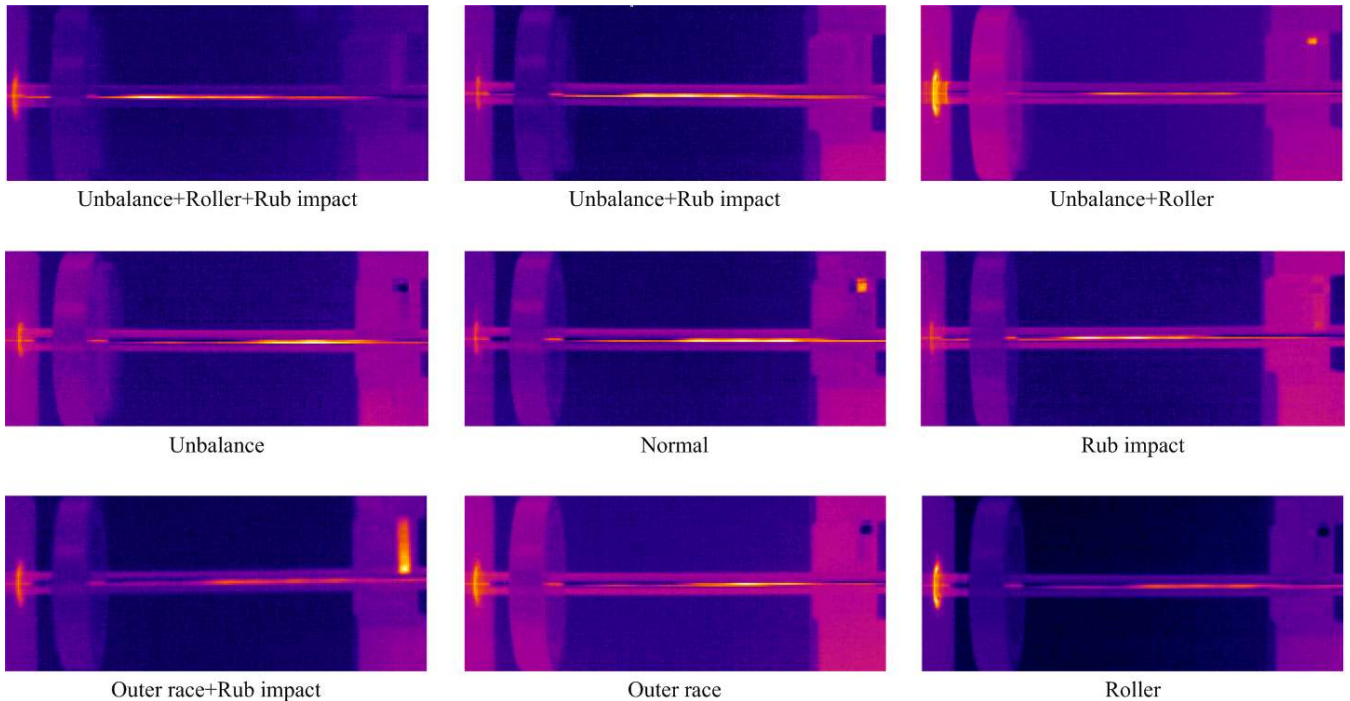 Unbalance+Roller+Rub impact
Unbalance+Rub impact
Unbalance+Roller
Unbalance
Normal
Rub impact
Outer race+Rub impact
Outer race
Roller